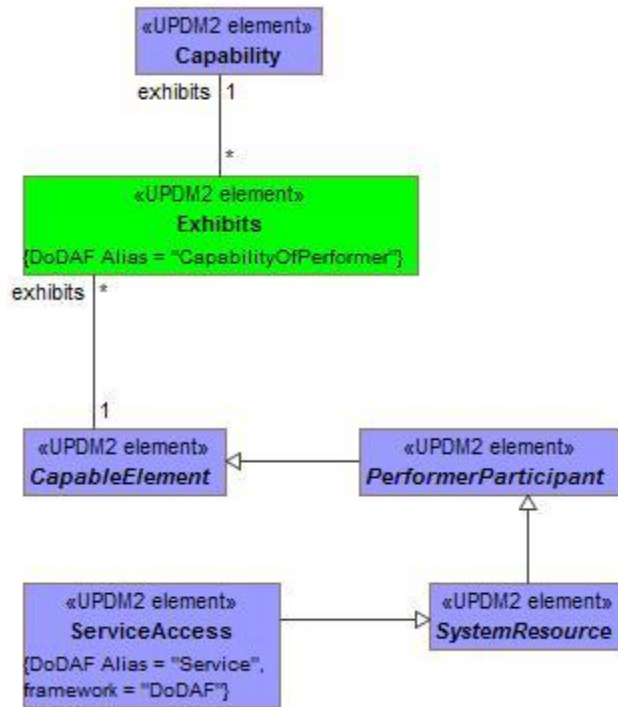 «UPDM2 element»
Capability
exhibits 1
*
«UPDM2 element»
Exhibits
{DoDAF Alias = "CapabilityOfPerformer"}
exhibits *
1
«UPDM2 element»
CapableElement
«UPDM2 element»
PerformerParticipant
«UPDM2 element»
ServiceAccess
{DoDAF Alias = "Service",
framework = "DoDAF"}
«UPDM2 element»
SystemResource